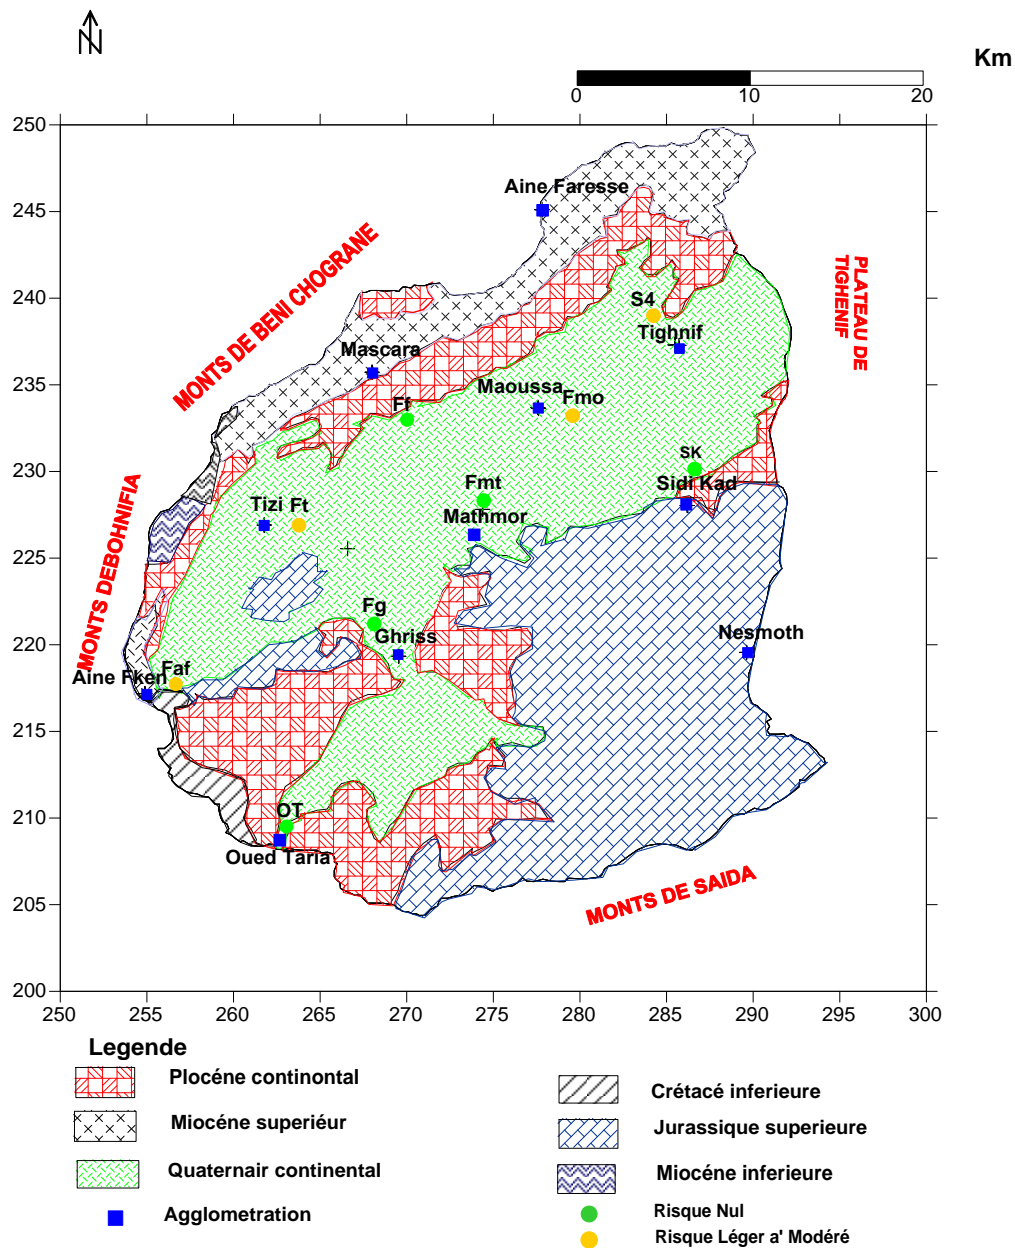 N
Km
0 10 20
250
245
240
235
230
225
220
215
210
205
200
250 255 260 265 270 275 280 285 290 295 300
Aine Faresse
MONTS DE BENI CHOGRANE
PLATEAU DE
TIGHENIF
S4
Tighnif
Mascara
Maoussa
Fmo
Ff
SK
Sidi Kad
Fmt
Mathmor
Tizi
Ft
MONTS DEBOHNIFIA
Fg
Ghriss
Nesmoth
Faf
Aine Fken
OT
Oued Taria
MONTS DE SAIDA
Legende
Plocéne continontal
Miocéne superiéur
Quaternair continental
Agglometration
Crétacé inferieure
Jurassique superieure
Miocéne inferieure
Risque Nul
Risque Léger a' Modéré